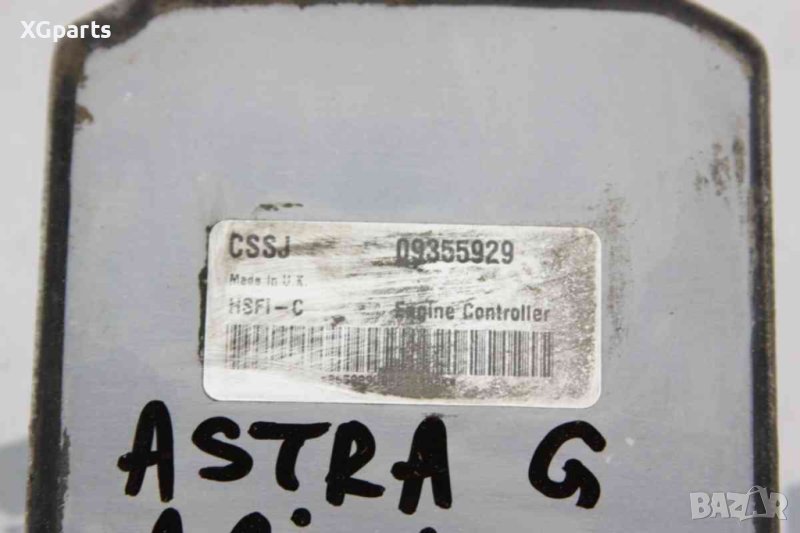 XGparts
CSSJ 09355929
Made in U.K.
HSFI-C Engine Controller
ASTRA G
BAZAR